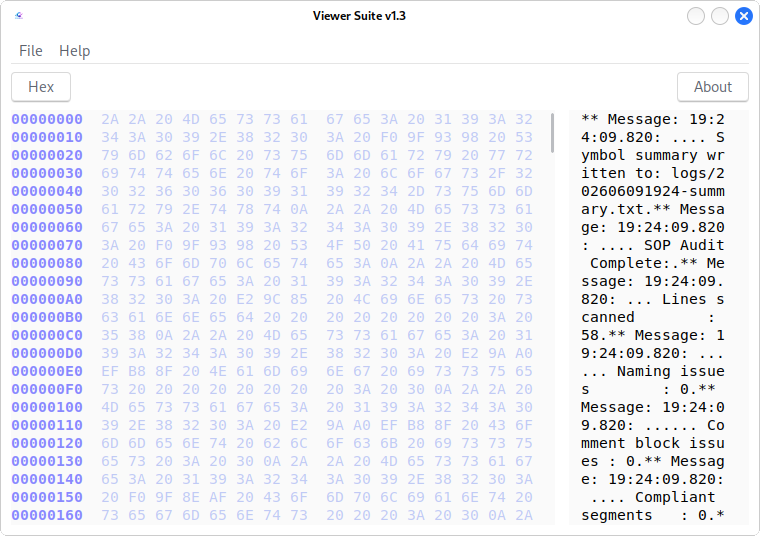 Viewer Suite v1.3
File Help
Hex About
00000000 2A 2A 20 4D 65 73 73 61 67 65 3A 20 31 39 3A 32 ** Message: 19:2
00000010 34 3A 30 39 2E 38 32 30 3A 20 F0 9F 93 98 20 53 4:09.820: .... S
00000020 79 6D 62 6F 6C 20 73 75 6D 6D 61 72 79 20 77 72 ymbol summary wr
00000030 69 74 74 65 6E 20 74 6F 3A 20 6C 6F 67 73 2F 32 itten to: logs/2
00000040 30 32 36 30 36 30 39 31 39 32 34 2D 73 75 6D 6D 02606091924-summ
00000050 61 72 79 2E 74 78 74 0A 2A 2A 20 4D 65 73 73 61 ary.txt.** Messa
00000060 67 65 3A 20 31 39 3A 32 34 3A 30 39 2E 38 32 30 ge: 19:24:09.820
00000070 3A 20 F0 9F 93 98 20 53 4F 50 20 41 75 64 69 74 : .... SOP Audit
00000080 20 43 6F 6D 70 6C 65 74 65 3A 0A 2A 2A 20 4D 65 Complete:.** Me
00000090 73 73 61 67 65 3A 20 31 39 3A 32 34 3A 30 39 2E ssage: 19:24:09.
000000A0 38 32 30 3A 20 E2 9C 85 20 4C 69 6E 65 73 20 73 820: ... Lines s
000000B0 63 61 6E 6E 65 64 20 20 20 20 20 20 20 20 3A 20 canned        :
000000C0 35 38 0A 2A 2A 20 4D 65 73 73 61 67 65 3A 20 31 58.** Message: 1
000000D0 39 3A 32 34 3A 30 39 2E 38 32 30 3A 20 E2 9A A0 9:24:09.820: ...
000000E0 EF B8 8F 20 4E 61 6D 69 6E 67 20 69 73 73 75 65 ... Naming issue
000000F0 73 20 20 20 20 20 20 20 20 3A 20 30 0A 2A 2A 20 s        : 0.**
00000100 4D 65 73 73 61 67 65 3A 20 31 39 3A 32 34 3A 30 Message: 19:24:0
00000110 39 2E 38 32 30 3A 20 E2 9A A0 EF B8 8F 20 43 6F 9.820: ...... Co
00000120 6D 6D 65 6E 74 20 62 6C 6F 63 6B 20 69 73 73 75 mment block issu
00000130 65 73 20 3A 20 30 0A 2A 2A 20 4D 65 73 73 61 67 es : 0.** Messag
00000140 65 3A 20 31 39 3A 32 34 3A 30 39 2E 38 32 30 3A e: 19:24:09.820:
00000150 20 F0 9F 8E AF 20 43 6F 6D 70 6C 69 61 6E 74 20 .... Compliant
00000160 73 65 67 6D 65 6E 74 73 20 20 20 3A 20 30 0A 2A segments   : 0.*